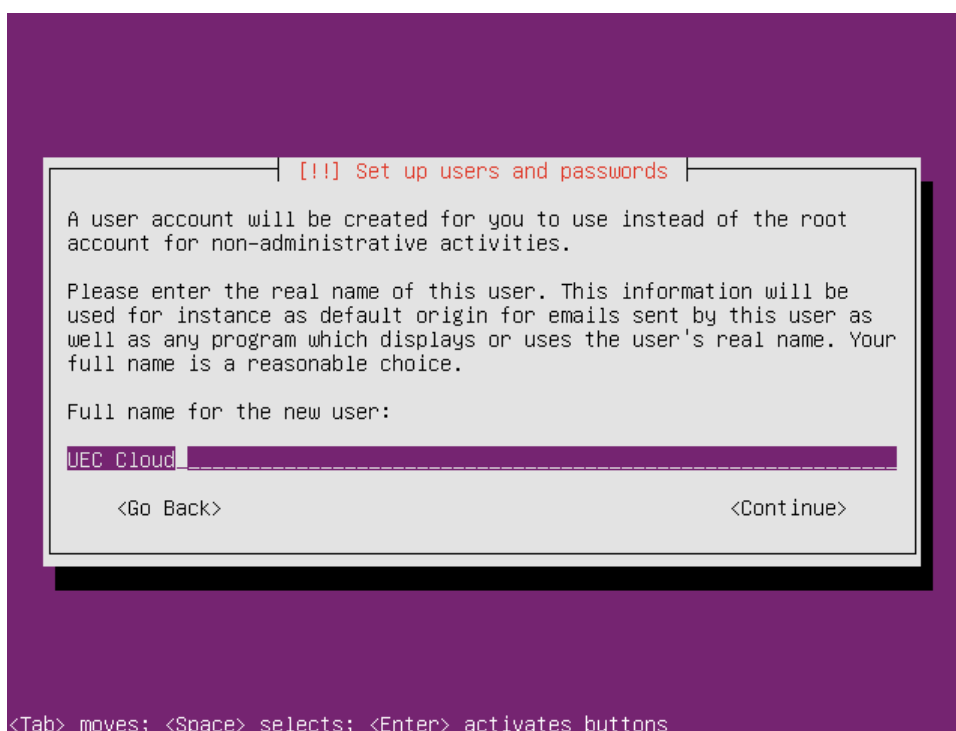 [!!] Set up users and passwords
A user account will be created for you to use instead of the root
account for non-administrative activities.
Please enter the real name of this user. This information will be
used for instance as default origin for emails sent by this user as
well as any program which displays or uses the user's real name. Your
full name is a reasonable choice.
Full name for the new user:
UEC Cloud
<Go Back> <Continue>
<Tab> moves; <Space> selects; <Enter> activates buttons